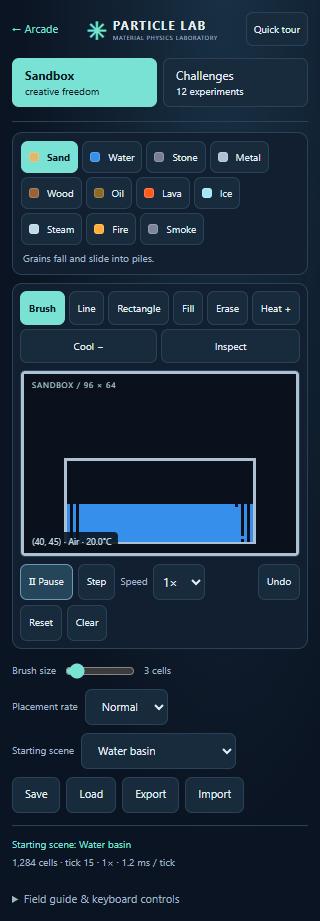 ← Arcade
PARTICLE LAB
MATERIAL PHYSICS LABORATORY
Quick tour
Sandbox
creative freedom
Challenges
12 experiments
Sand
Water
Stone
Metal
Wood
Oil
Lava
Ice
Steam
Fire
Smoke
Grains fall and slide into piles.
Brush
Line
Rectangle
Fill
Erase
Heat +
Cool −
Inspect
SANDBOX / 96 × 64
(40, 45) · Air · 20.0°C
II Pause
Step
Speed
1×
Undo
Reset
Clear
Brush size
3 cells
Placement rate
Normal
Starting scene
Water basin
Save
Load
Export
Import
Starting scene: Water basin
1,284 cells · tick 15 · 1× · 1.2 ms / tick
▶ Field guide & keyboard controls